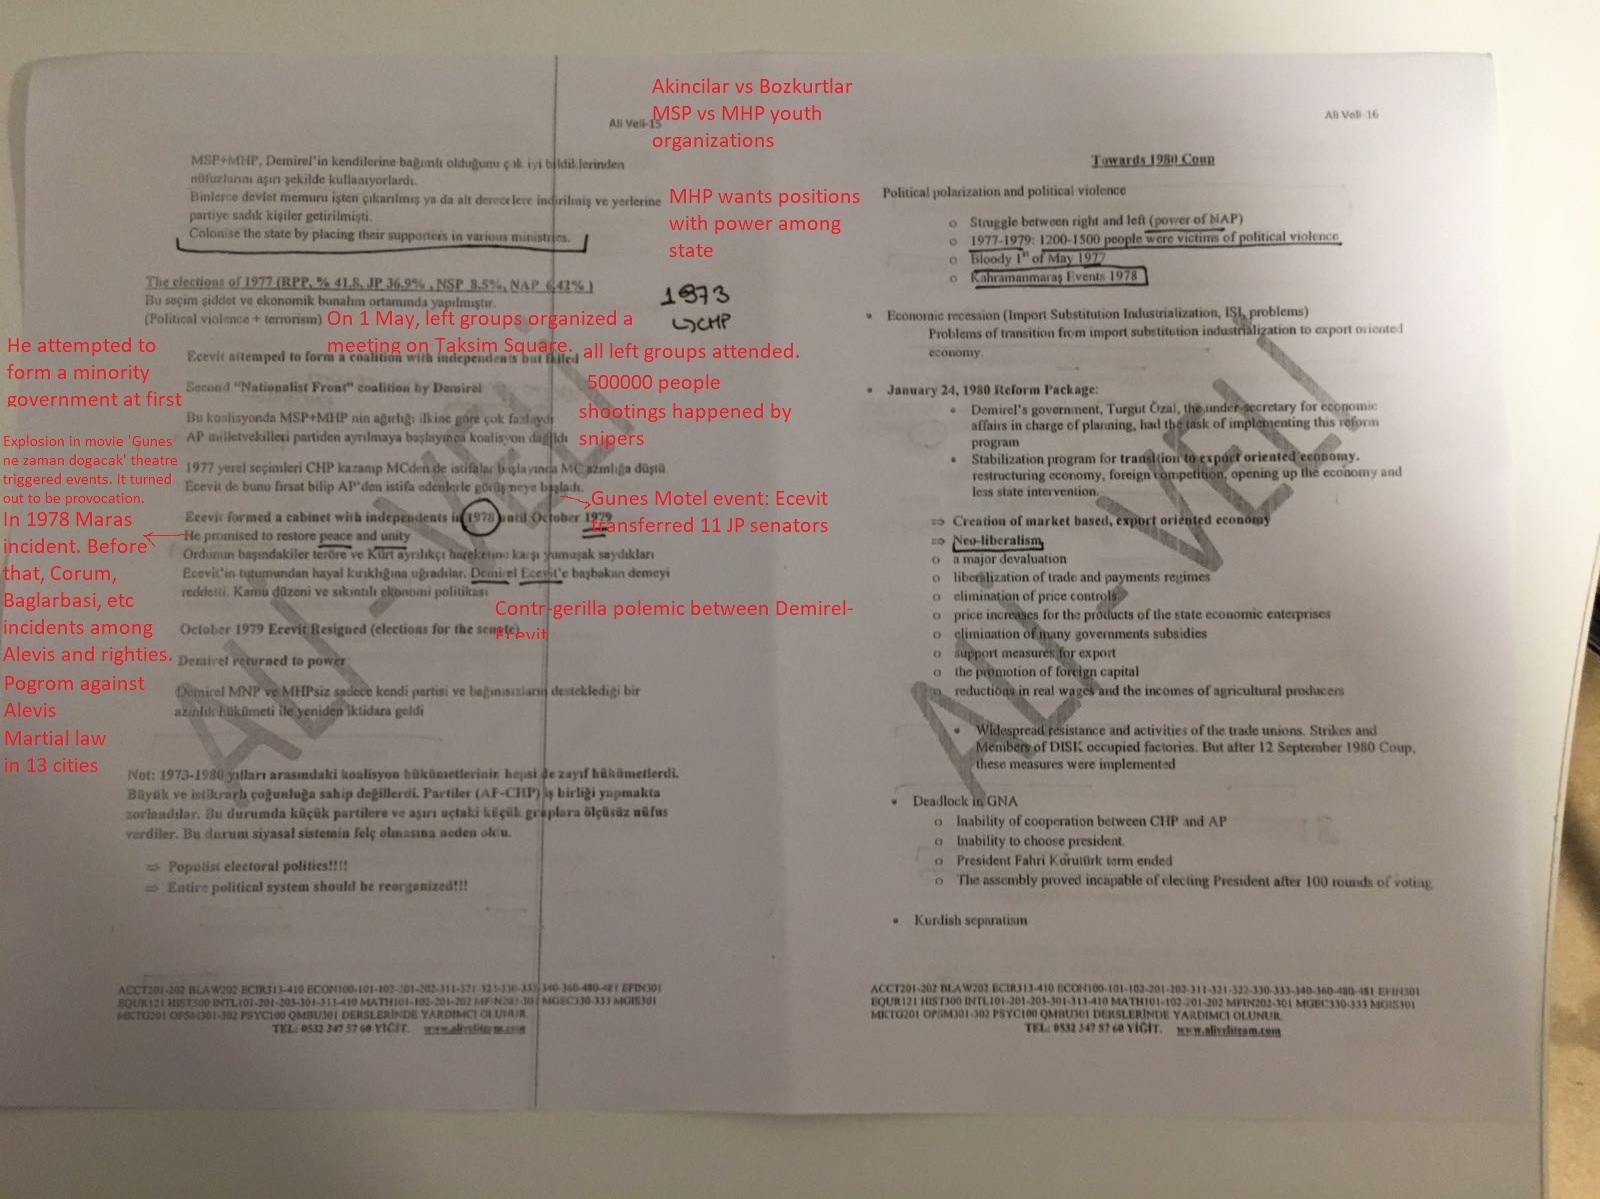 Ali Veli-15
MSP+MHP, Demirel'in kendilerine bağımlı olduğunu çok iyi bildiklerinden
nüfuzlarını aşırı şekilde kullanıyorlardı.
Binlerce devlet memuru işten çıkarılmış ya da alt derecelere indirilmiş ve yerlerine
partiye sadık kişiler getirilmişti.
Colonise the state by placing their supporters in various ministries.
Akincilar vs Bozkurtlar
MSP vs MHP youth
organizations
MHP wants positions
with power among
state
The elections of 1977 (RPP, % 41.8, JP 36.9% , NSP 8.5%, NAP 6.42% )
Bu seçim şiddet ve ekonomik bunalım ortamında yapılmıştır.
(Political violence + terrorism)
1973
CHP
On 1 May, left groups organized a
meeting on Taksim Square.
all left groups attended.
500000 people
shootings happened by
snipers
He attempted to
form a minority
government at first
Ecevit attemped to form a coalition with independents but failed
Second "Nationalist Front" coalition by Demirel
Bu koalisyonda MSP+MHP nin ağırlığı ilkine göre çok fazlaydı
AP milletvekilleri partiden ayrılmaya başlayınca koalisyon dağıldı
1977 yerel seçimleri CHP kazanıp MCden de istifalar başlayınca MC azınlığa düştü.
Ecevit de bunu fırsat bilip AP'den istifa edenlerle görüşmeye başladı.
Gunes Motel event: Ecevit
transferred 11 JP senators
Explosion in movie 'Gunes
ne zaman dogacak' theatre
triggered events. It turned
out to be provocation.
In 1978 Maras
incident. Before
that, Corum,
Baglarbasi, etc
incidents among
Alevis and righties.
Pogrom against
Alevis
Martial law
in 13 cities
Ecevit formed a cabinet with independents in 1978 until October 1979
He promised to restore peace and unity
Ordunun başındakiler teröre ve Kürt ayrılıkçı hareketine karşı yumuşak saydıkları
Ecevit'in tutumundan hayal kırıklığına uğradılar. Demirel Ecevit'e başbakan demeyi
reddetti. Kamu düzeni ve sıkıntılı ekonomi politikası
Contr-gerilla polemic between Demirel-
Ecevit
October 1979 Ecevit Resigned (elections for the senate)
Demirel returned to power
Demirel MNP ve MHPsiz sadece kendi partisi ve bağımsızların desteklediği bir
azınlık hükümeti ile yeniden iktidara geldi
Not: 1973-1980 yılları arasındaki koalisyon hükümetlerinin hepsi de zayıf hükümetlerdi.
Büyük ve istikrarlı çoğunluğa sahip değillerdi. Partiler (AP-CHP) iş birliği yapmakta
zorlandılar. Bu durumda küçük partilere ve aşırı uçtaki küçük gruplara ölçüsüz nüfus
verdiler. Bu durum siyasal sistemin felç olmasına neden oldu.
⇒ Populist electoral politics!!!!
⇒ Entire political system should be reorganized!!!
ALİ-VELİ
ACCT201-202 BLAW202 ECIR313-410 ECON100-101-102-201-202-311-321-322-330-333-340-360-480-481 EFIN301
EQUR121 HIST300 INTL101-201-203-301-313-410 MATH101-102-201-202 MFIN202-301 MGEC330-333 MGIS301
MKTG201 OPSM301-302 PSYC100 QMBU301 DERSLERİNDE YARDIMCI OLUNUR
TEL: 0532 347 57 60 YİĞİT. www.aliveliteam.com
Ali Veli-16
Towards 1980 Coup
Political polarization and political violence
o Struggle between right and left (power of NAP)
o 1977-1979: 1200-1500 people were victims of political violence
o Bloody 1st of May 1977
o Kahramanmaraş Events 1978
• Economic recession (Import Substitution Industrialization, ISI, problems)
Problems of transition from import substitution industrialization to export oriented
economy.
• January 24, 1980 Reform Package:
• Demirel's government, Turgut Özal, the under-secretary for economic
affairs in charge of planning, had the task of implementing this reform
program
• Stabilization program for transition to export oriented economy.
restructuring economy, foreign competition, opening up the economy and
less state intervention.
⇒ Creation of market based, export oriented economy
⇒ Neo-liberalism
o a major devaluation
o liberalization of trade and payments regimes
o elimination of price controls
o price increases for the products of the state economic enterprises
o elimination of many governments subsidies
o support measures for export
o the promotion of foreign capital
o reductions in real wages and the incomes of agricultural producers
• Widespread resistance and activities of the trade unions. Strikes and
Members of DISK occupied factories. But after 12 September 1980 Coup,
these measures were implemented
• Deadlock in GNA
o Inability of cooperation between CHP and AP
o Inability to choose president.
o President Fahri Korutürk term ended
o The assembly proved incapable of electing President after 100 rounds of voting
• Kurdish separatism
ALİ-VELİ
ACCT201-202 BLAW202 ECIR313-410 ECON100-101-102-201-202-311-321-322-330-333-340-360-480-481 EFIN301
EQUR121 HIST300 INTL101-201-203-301-313-410 MATH101-102-201-202 MFIN202-301 MGEC330-333 MGIS301
MKTG201 OPSM301-302 PSYC100 QMBU301 DERSLERİNDE YARDIMCI OLUNUR
TEL: 0532 347 57 60 YİĞİT. www.aliveliteam.com